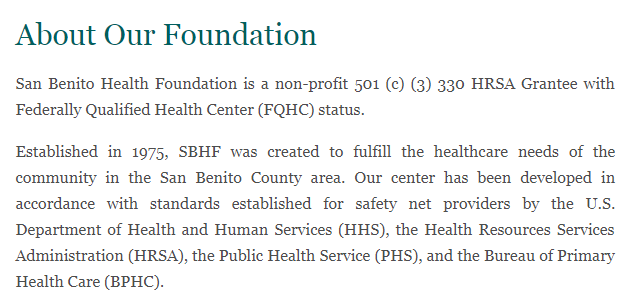 About Our Foundation
San Benito Health Foundation is a non-profit 501 (c) (3) 330 HRSA Grantee with
Federally Qualified Health Center (FQHC) status.
Established in 1975, SBHF was created to fulfill the healthcare needs of the
community in the San Benito County area. Our center has been developed in
accordance with standards established for safety net providers by the U.S.
Department of Health and Human Services (HHS), the Health Resources Services
Administration (HRSA), the Public Health Service (PHS), and the Bureau of Primary
Health Care (BPHC).